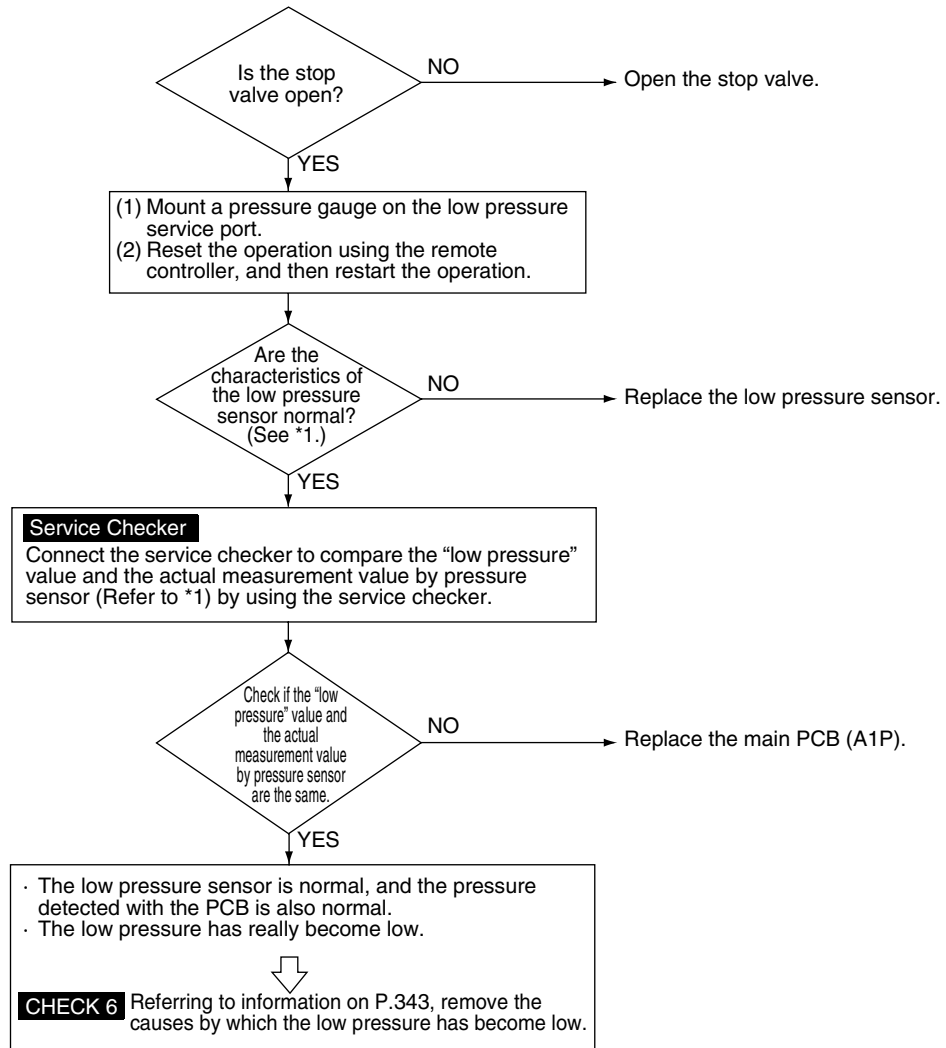 Is the stop
valve open?
NO
Open the stop valve.
YES
(1) Mount a pressure gauge on the low pressure
service port.
(2) Reset the operation using the remote
controller, and then restart the operation.
Are the
characteristics of
the low pressure
sensor normal?
(See *1.)
NO
Replace the low pressure sensor.
YES
Service Checker
Connect the service checker to compare the “low pressure”
value and the actual measurement value by pressure
sensor (Refer to *1) by using the service checker.
Check if the “low
pressure” value and
the actual
measurement value
by pressure sensor
are the same.
NO
Replace the main PCB (A1P).
YES
· The low pressure sensor is normal, and the pressure
detected with the PCB is also normal.
· The low pressure has really become low.
CHECK 6 Referring to information on P.343, remove the
causes by which the low pressure has become low.